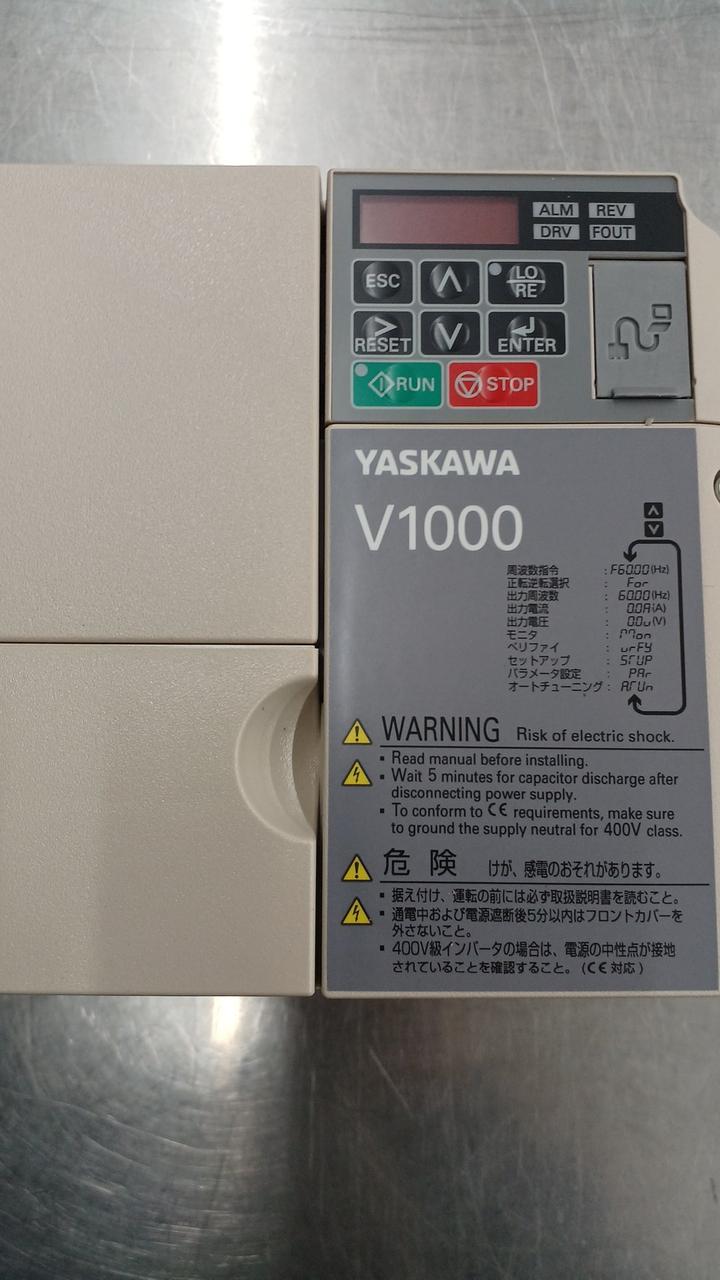 ALM REV
DRV FOUT
ESC ∧ LO/RE
> RESET ∨ ENTER
RUN STOP
YASKAWA
V1000
周波数指令 : F60.00(Hz)
正転逆転選択 : For
出力周波数 : 60.00(Hz)
出力電流 : 0.0A(A)
出力電圧 : 0.0u(V)
モニタ : Mon
ベリファイ : urFY
セットアップ : STUP
パラメータ設定 : PAr
オートチューニング : ATUn
WARNING Risk of electric shock.
▪ Read manual before installing.
▪ Wait 5 minutes for capacitor discharge after
disconnecting power supply.
▪ To conform to CE requirements, make sure
to ground the supply neutral for 400V class.
危険 けが、感電のおそれがあります。
▪ 据え付け、運転の前には必ず取扱説明書を読むこと。
▪ 通電中および電源遮断後5分以内はフロントカバーを
外さないこと。
▪ 400V級インバータの場合は、電源の中性点が接地
されていることを確認すること。(CE対応)